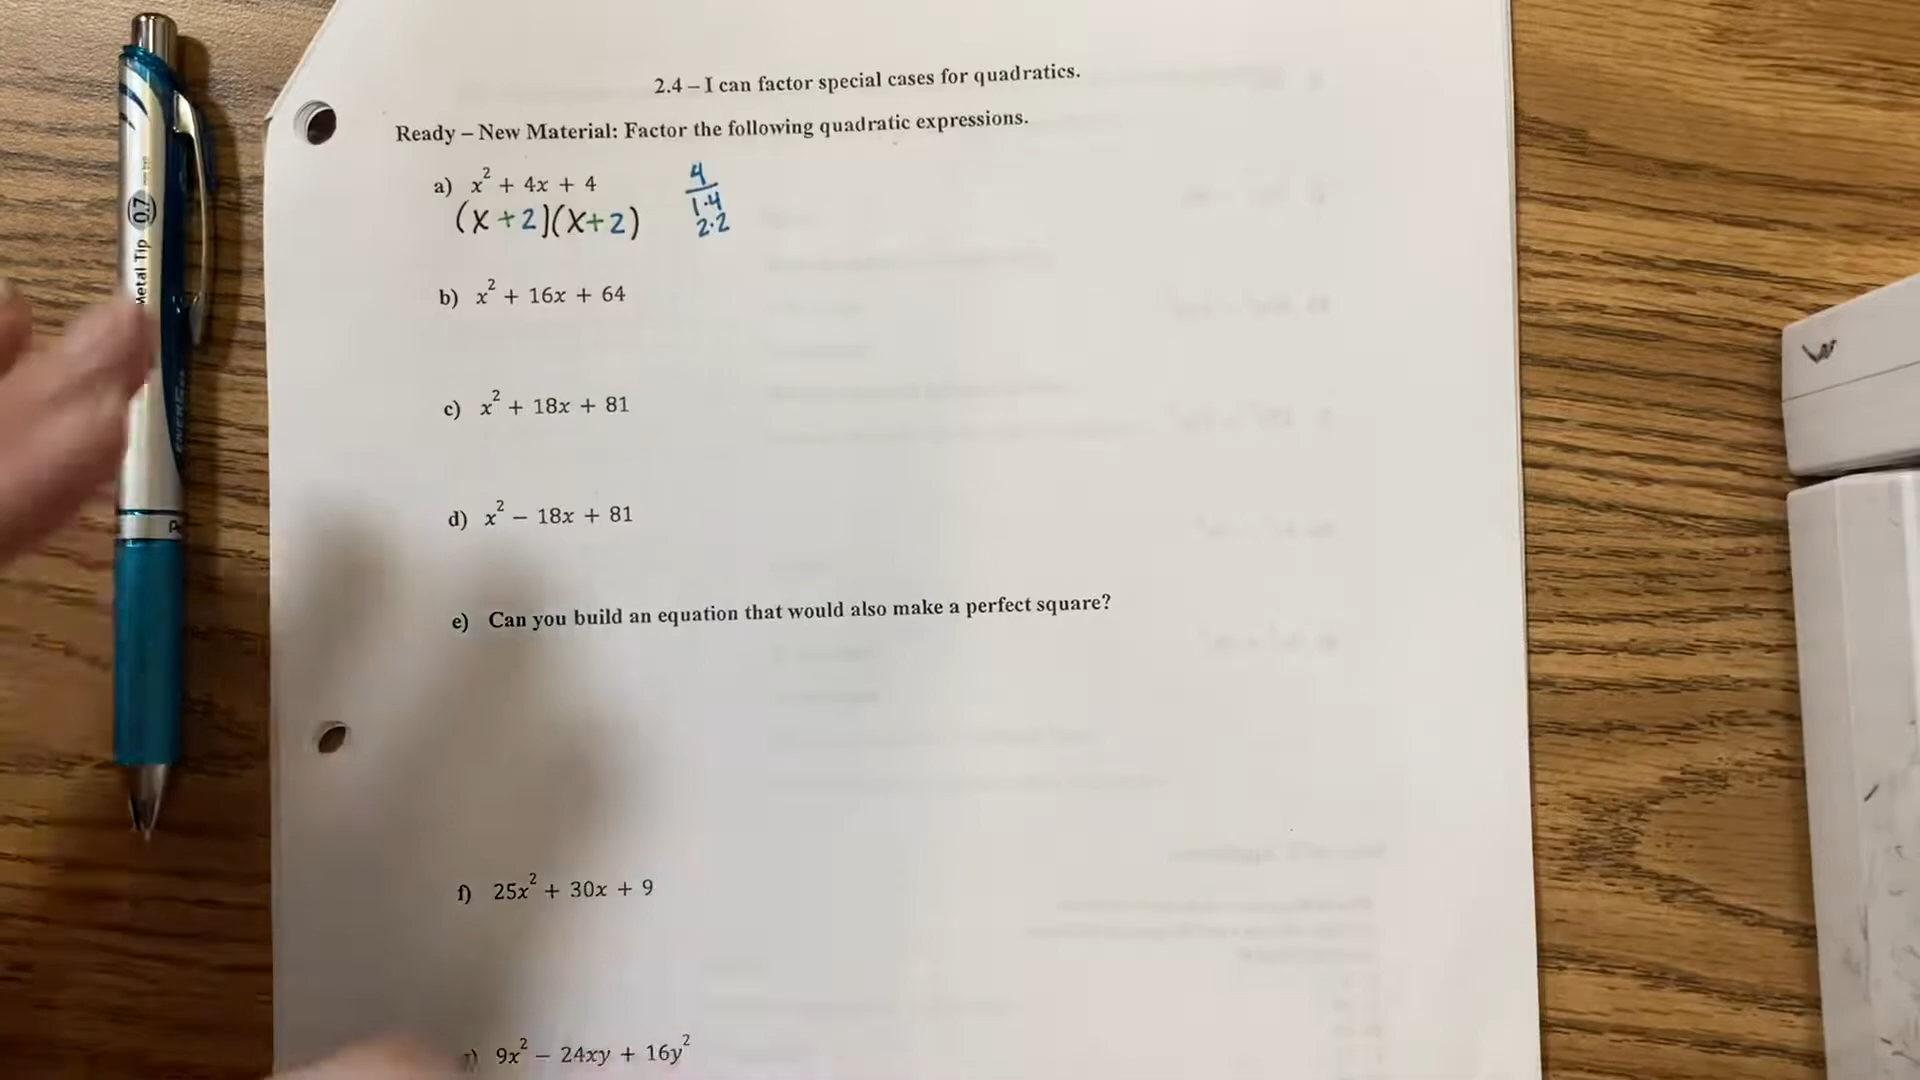 2.4 – I can factor special cases for quadratics.
Ready – New Material: Factor the following quadratic expressions.
a) x² + 4x + 4
4
(x+2)(x+2)
1·4
2·2
b) x² + 16x + 64
c) x² + 18x + 81
d) x² − 18x + 81
e) Can you build an equation that would also make a perfect square?
f) 25x² + 30x + 9
9x² − 24xy + 16y²
Metal Tip 0.7